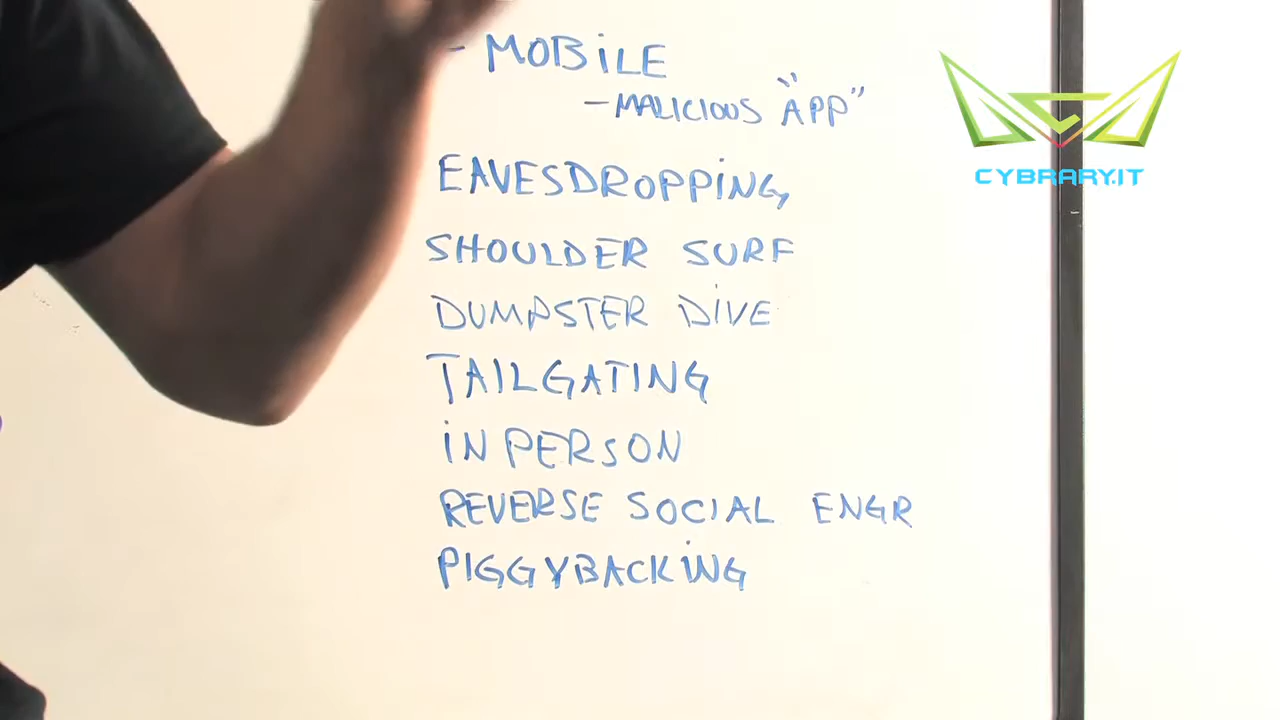 - MOBiLE
- MALICIOUS "APP"
CYBRARY.IT
EAVESDROPPiNG,
SHOULDER SURF
DUMPSTER DiVE
TAILGATING
iN PERSON
REVERSE SOCIAL ENGR
PIGGYBACKiNG